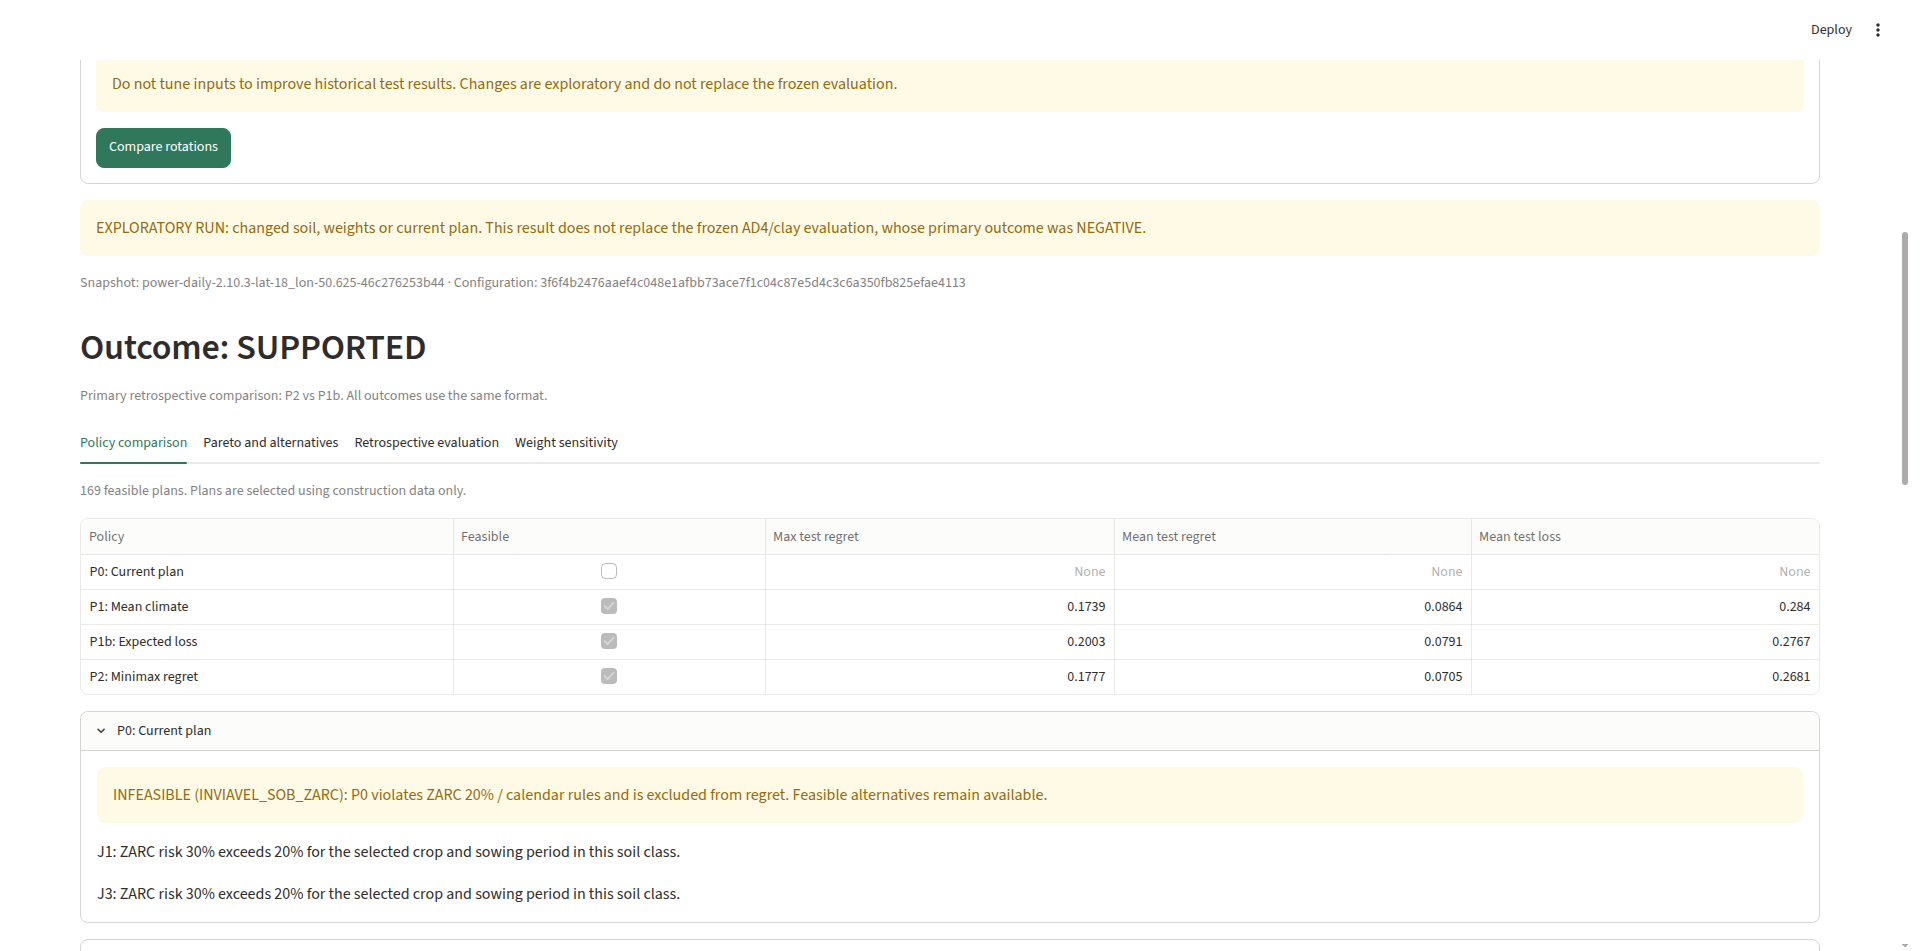 Deploy
Do not tune inputs to improve historical test results. Changes are exploratory and do not replace the frozen evaluation.
Compare rotations
EXPLORATORY RUN: changed soil, weights or current plan. This result does not replace the frozen AD4/clay evaluation, whose primary outcome was NEGATIVE.
Snapshot: power-daily-2.10.3-lat-18_lon-50.625-46c276253b44 · Configuration: 3f6f4b2476aaef4c048e1afbb73ace7f1c04c87e5d4c3c6a350fb825efae4113
Outcome: SUPPORTED
Primary retrospective comparison: P2 vs P1b. All outcomes use the same format.
Policy comparison Pareto and alternatives Retrospective evaluation Weight sensitivity
169 feasible plans. Plans are selected using construction data only.
Policy Feasible Max test regret Mean test regret Mean test loss
P0: Current plan None None None
P1: Mean climate 0.1739 0.0864 0.284
P1b: Expected loss 0.2003 0.0791 0.2767
P2: Minimax regret 0.1777 0.0705 0.2681
P0: Current plan
INFEASIBLE (INVIAVEL_SOB_ZARC): P0 violates ZARC 20% / calendar rules and is excluded from regret. Feasible alternatives remain available.
J1: ZARC risk 30% exceeds 20% for the selected crop and sowing period in this soil class.
J3: ZARC risk 30% exceeds 20% for the selected crop and sowing period in this soil class.